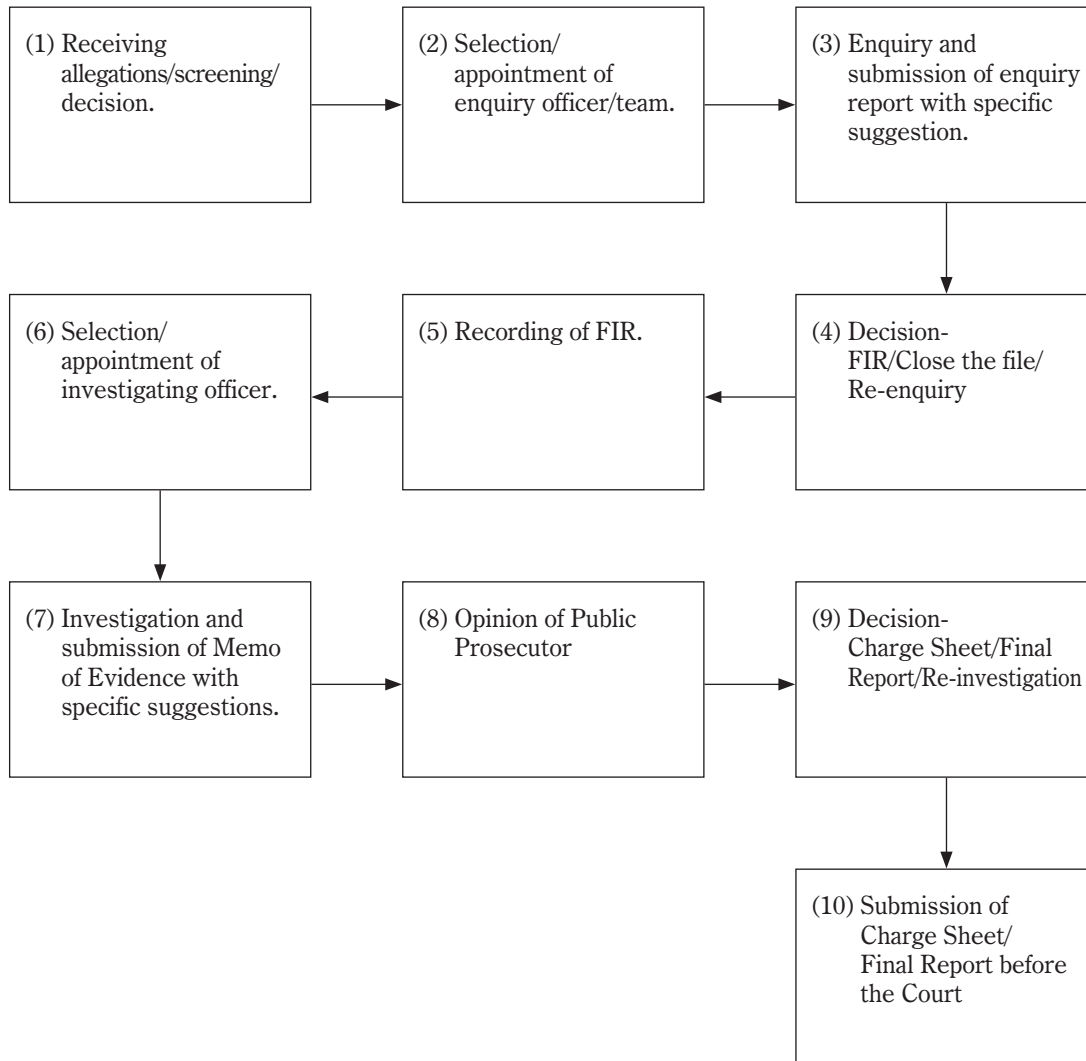 (1) Receiving
allegations/screening/
decision.
(2) Selection/
appointment of
enquiry officer/team.
(3) Enquiry and
submission of enquiry
report with specific
suggestion.
(4) Decision-
FIR/Close the file/
Re-enquiry
(5) Recording of FIR.
(6) Selection/
appointment of
investigating officer.
(7) Investigation and
submission of Memo
of Evidence with
specific suggestions.
(8) Opinion of Public
Prosecutor
(9) Decision-
Charge Sheet/Final
Report/Re-investigation
(10) Submission of
Charge Sheet/
Final Report before
the Court